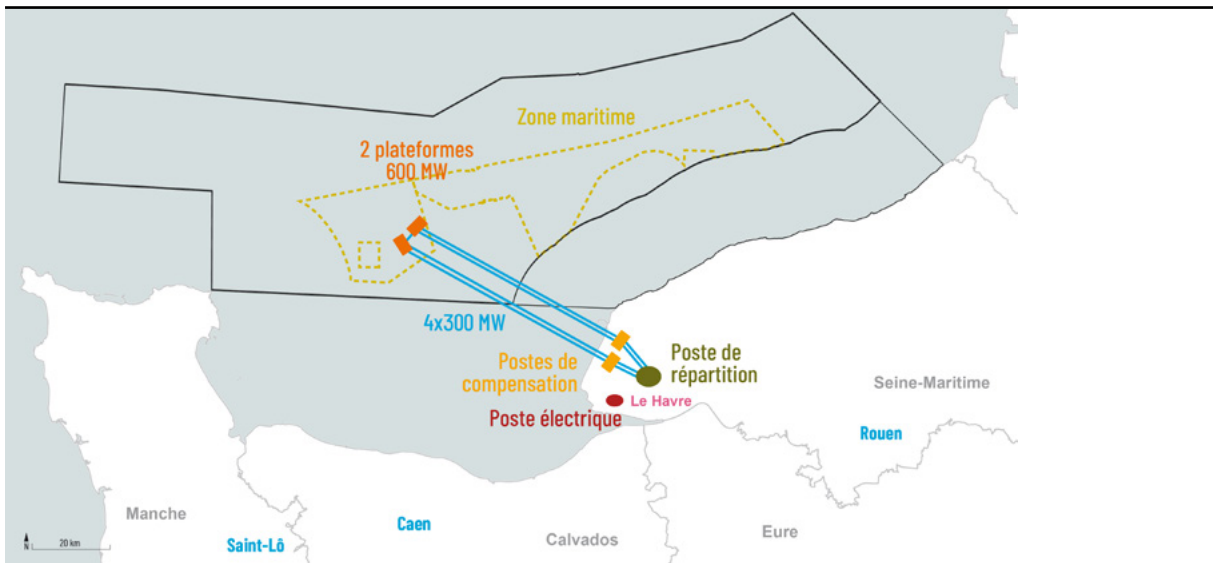 Zone maritime
2 plateformes
600 MW
4x300 MW
Postes de
compensation
Poste de
répartition
Seine-Maritime
Le Havre
Poste électrique
Rouen
Manche
Caen
Saint-Lô
Calvados
Eure
N
20 km